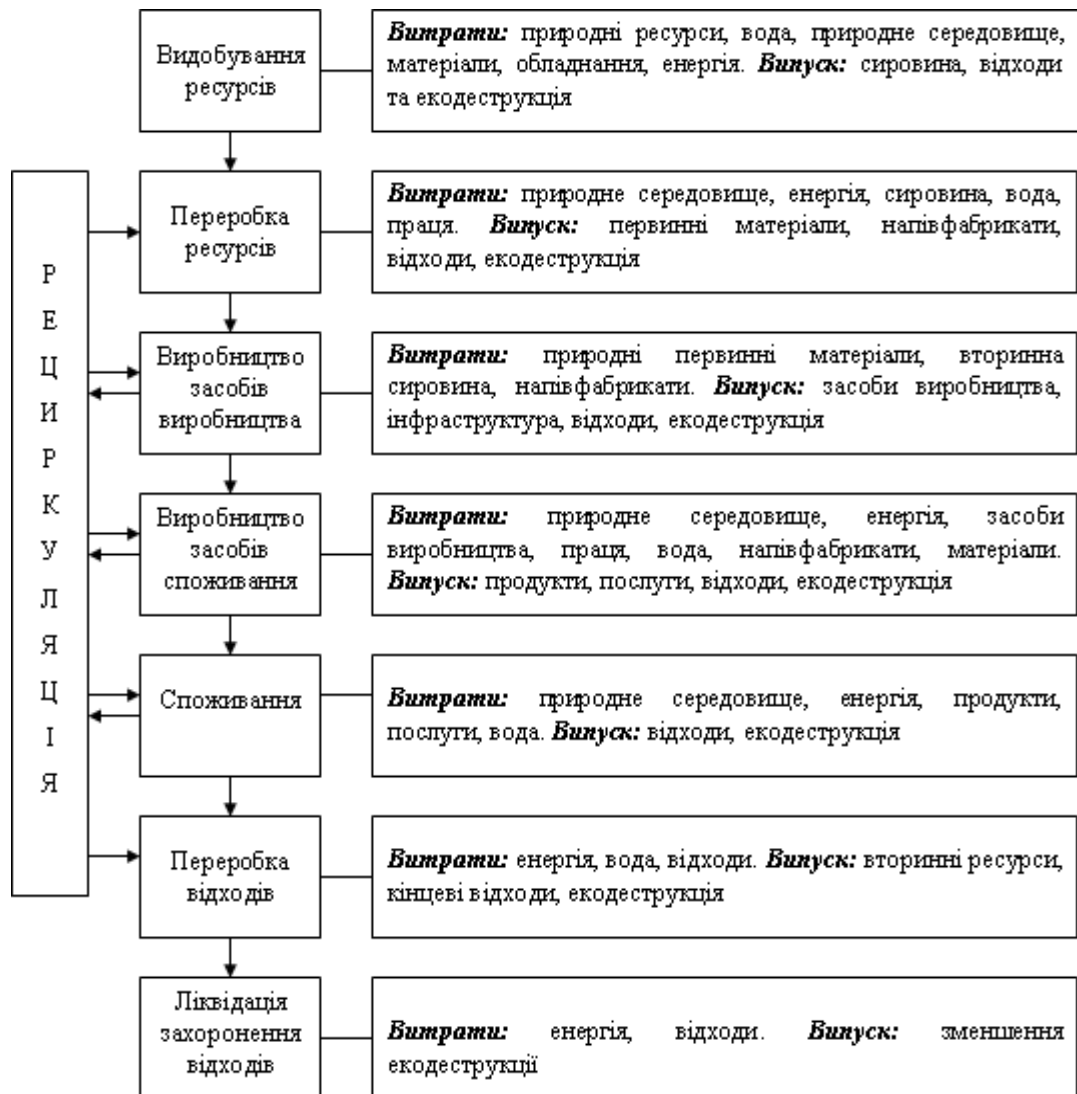 Видобування
ресурсів
Витрати: природні ресурси, вода, природне середовище,
матеріали, обладнання, енергія. Випуск: сировина, відходи
та екодеструкція
РЕЦИРКУЛЯЦІЯ
Переробка
ресурсів
Витрати: природне середовище, енергія, сировина, вода,
праця. Випуск: первинні матеріали, напівфабрикати,
відходи, екодеструкція
Виробництво
засобів
виробництва
Витрати: природні первинні матеріали, вторинна
сировина, напівфабрикати. Випуск: засоби виробництва,
інфраструктура, відходи, екодеструкція
Виробництво
засобів
споживання
Витрати: природне середовище, енергія, засоби
виробництва, праця, вода, напівфабрикати, матеріали.
Випуск: продукти, послуги, відходи, екодеструкція
Споживання
Витрати: природне середовище, енергія, продукти,
послуги, вода. Випуск: відходи, екодеструкція
Переробка
відходів
Витрати: енергія, вода, відходи. Випуск: вторинні ресурси,
кінцеві відходи, екодеструкція
Ліквідація
захоронення
відходів
Витрати: енергія, відходи. Випуск: зменшення
екодеструкції